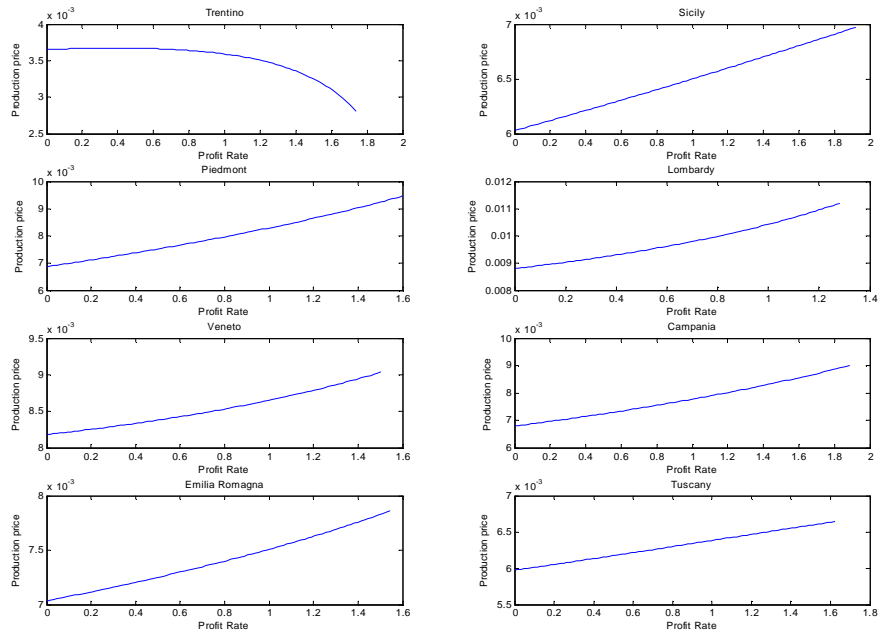 Trentino
x 10^-3
4
3.5
3
2.5
Production price
0 0.2 0.4 0.6 0.8 1 1.2 1.4 1.6 1.8 2
Profit Rate
Sicily
x 10^-3
7
6.5
6
Production price
0 0.2 0.4 0.6 0.8 1 1.2 1.4 1.6 1.8 2
Profit Rate
Piedmont
x 10^-3
10
9
8
7
6
Production price
0 0.2 0.4 0.6 0.8 1 1.2 1.4 1.6
Profit Rate
Lombardy
0.012
0.011
0.01
0.009
0.008
Production price
0 0.2 0.4 0.6 0.8 1 1.2 1.4
Profit Rate
Veneto
x 10^-3
9.5
9
8.5
8
Production price
0 0.2 0.4 0.6 0.8 1 1.2 1.4 1.6
Profit Rate
Campania
x 10^-3
10
9
8
7
6
Production price
0 0.2 0.4 0.6 0.8 1 1.2 1.4 1.6 1.8 2
Profit Rate
Emilia Romagna
x 10^-3
8
7.5
7
Production price
0 0.2 0.4 0.6 0.8 1 1.2 1.4 1.6
Profit Rate
Tuscany
x 10^-3
7
6.5
6
5.5
Production price
0 0.2 0.4 0.6 0.8 1 1.2 1.4 1.6 1.8
Profit Rate